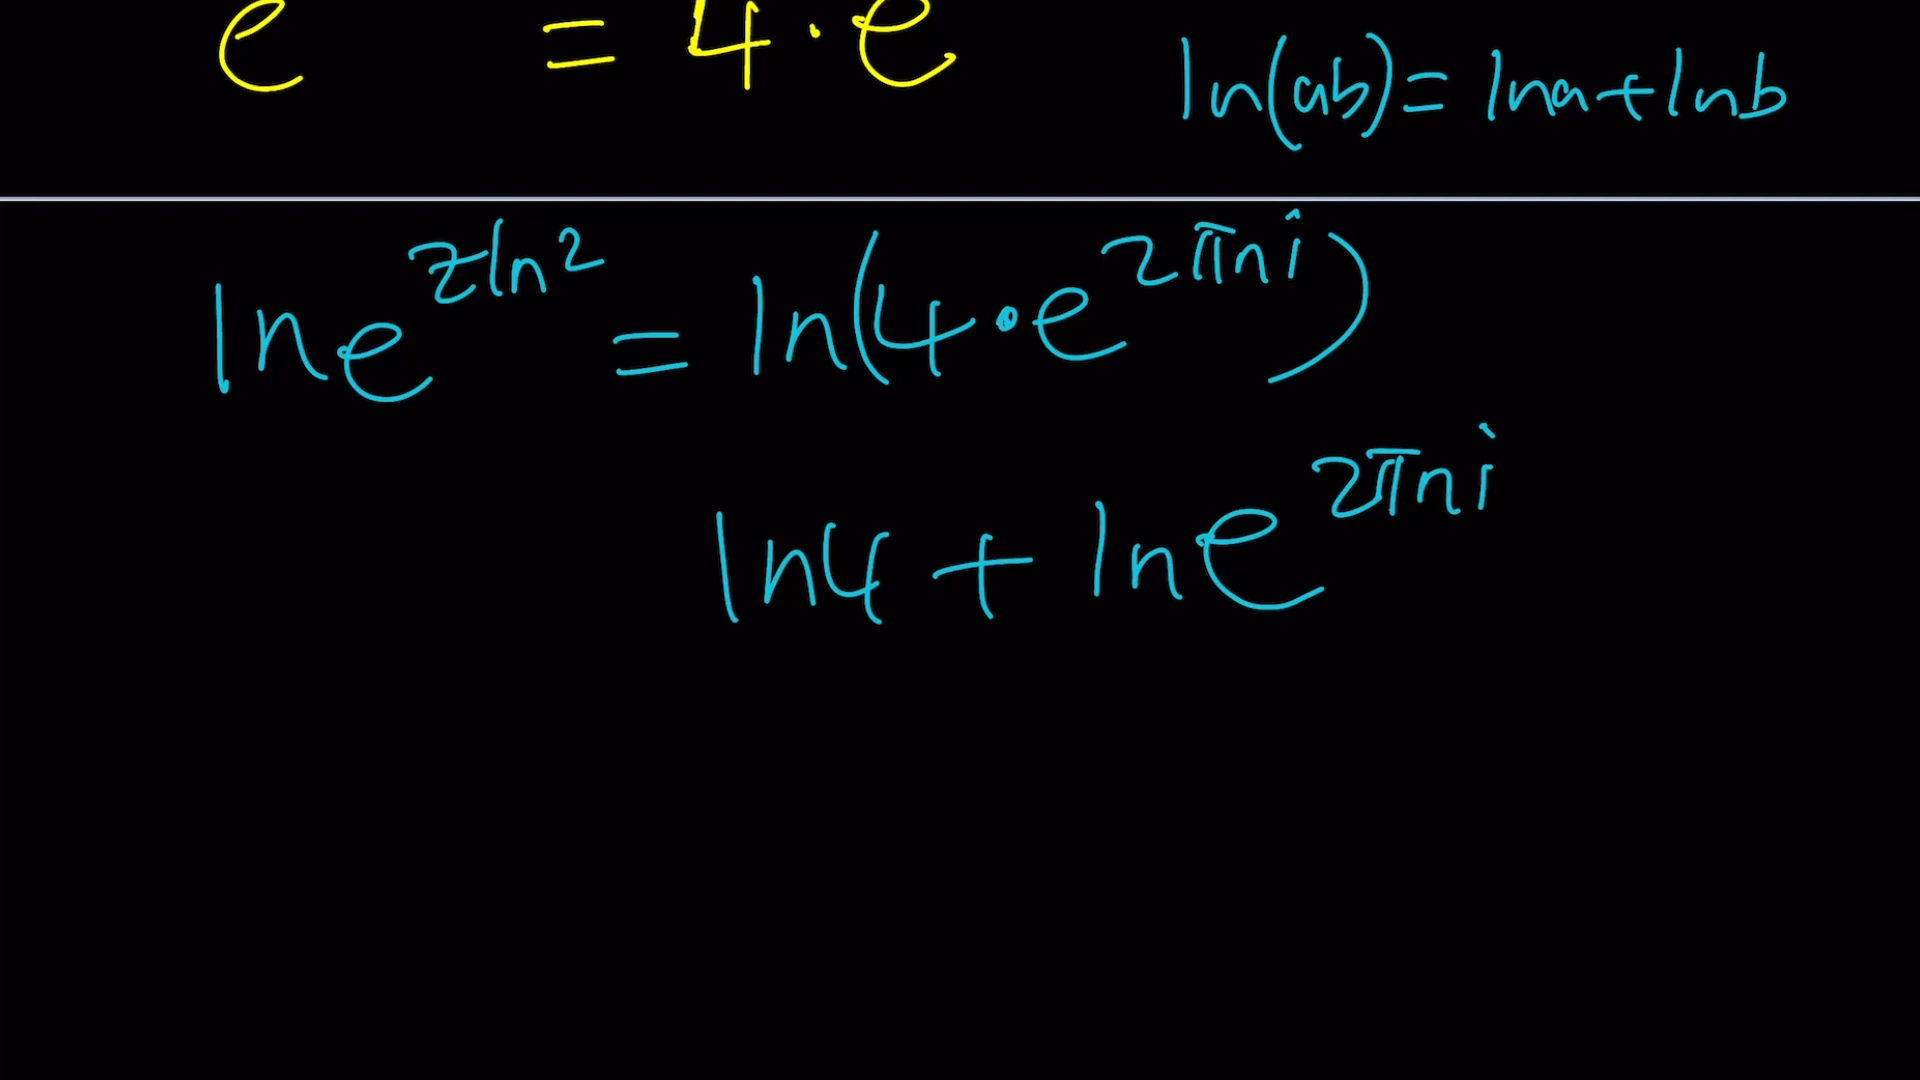 e = 4 · e
ln(ab) = lna + lnb
ln e^{zln2} = ln(4 · e^{2πni})
ln4 + ln e^{2πni}